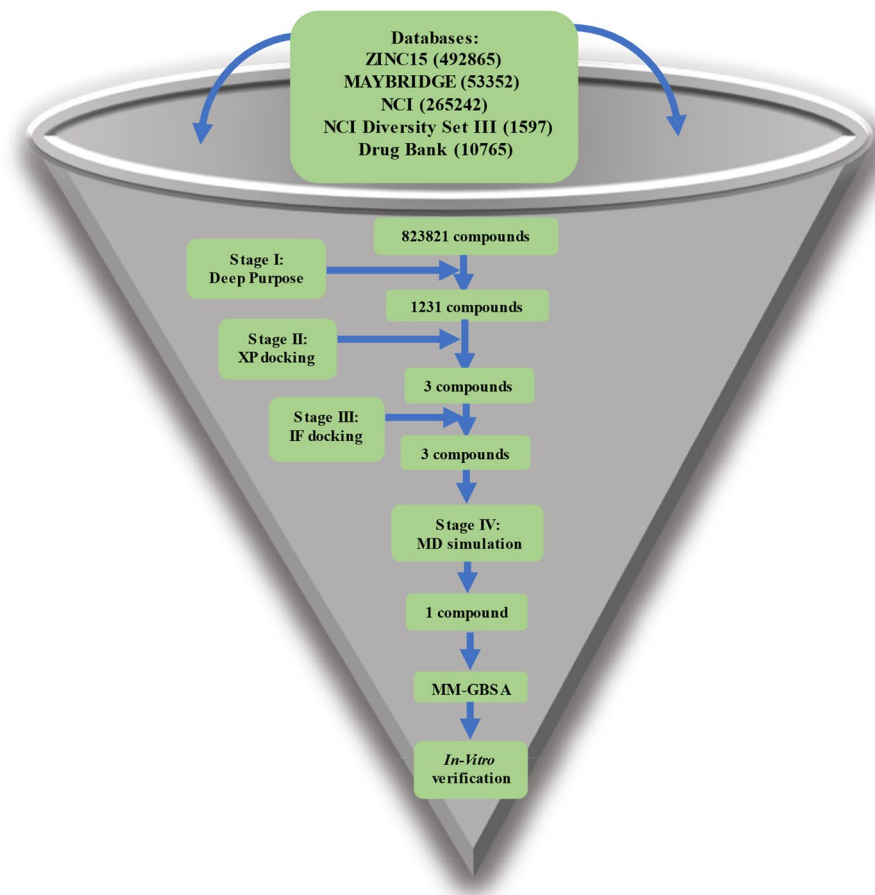 Databases:
ZINC15 (492865)
MAYBRIDGE (53352)
NCI (265242)
NCI Diversity Set III (1597)
Drug Bank (10765)
823821 compounds
Stage I:
Deep Purpose
1231 compounds
Stage II:
XP docking
3 compounds
Stage III:
IF docking
3 compounds
Stage IV:
MD simulation
1 compound
MM-GBSA
In-Vitro
verification